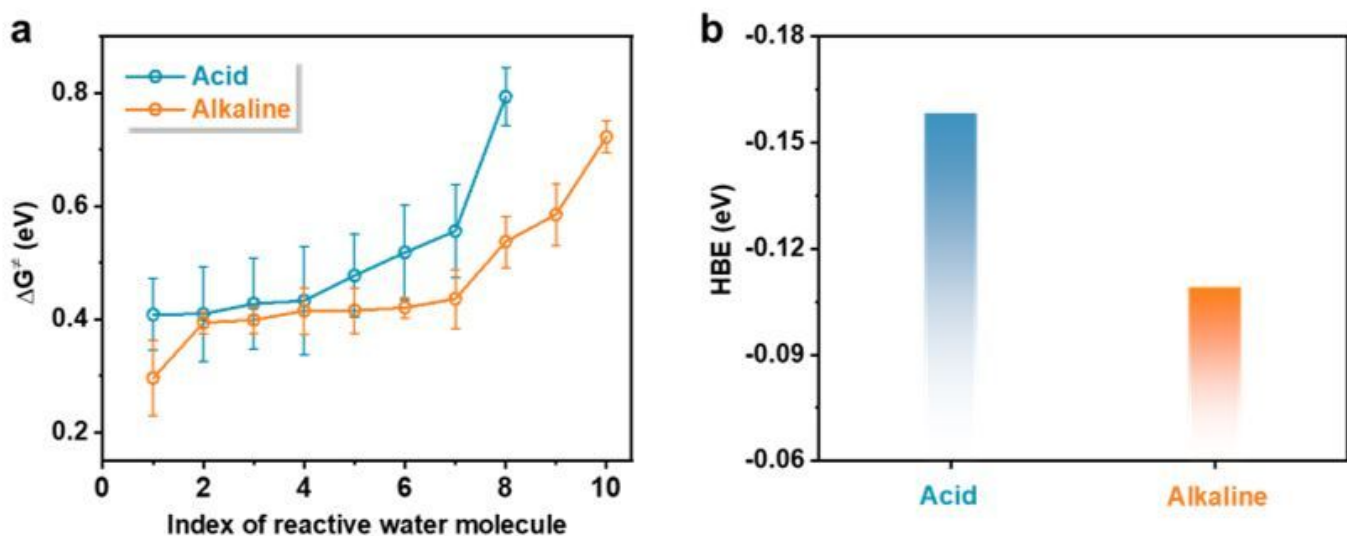 a
Acid
Alkaline
0.8
0.6
0.4
0.2
ΔG≠ (eV)
0 2 4 6 8 10
Index of reactive water molecule
b
-0.18
-0.15
-0.12
-0.09
-0.06
HBE (eV)
Acid Alkaline